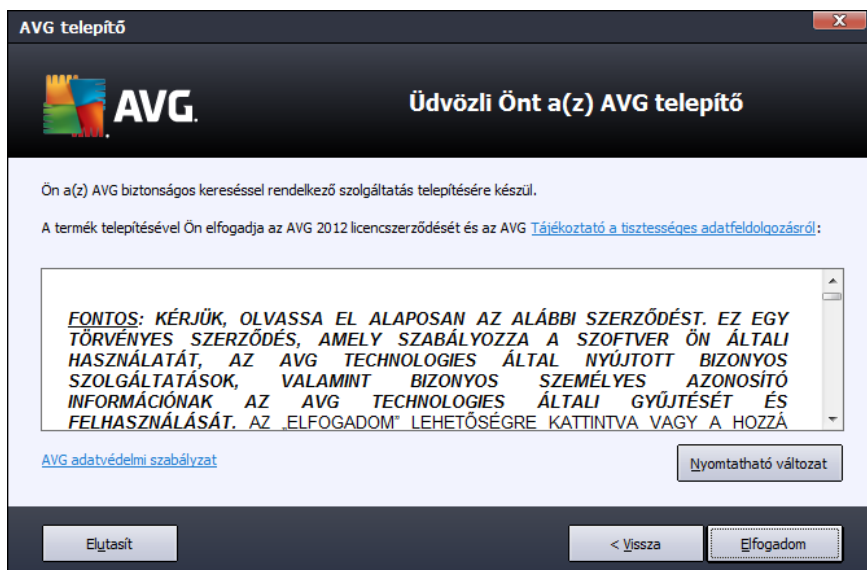 AVG telepítő
AVG.
Üdvözli Önt a(z) AVG telepítő
Ön a(z) AVG biztonságos kereséssel rendelkező szolgáltatás telepítésére készül.
A termék telepítésével Ön elfogadja az AVG 2012 licencszerződését és az AVG Tájékoztató a tisztességes adatfeldolgozásról:
FONTOS: KÉRJÜK, OLVASSA EL ALAPOSAN AZ ALÁBBI SZERZŐDÉST. EZ EGY
TÖRVÉNYES SZERZŐDÉS, AMELY SZABÁLYOZZA A SZOFTVER ÖN ÁLTALI
HASZNÁLATÁT, AZ AVG TECHNOLOGIES ÁLTAL NYÚJTOTT BIZONYOS
SZOLGÁLTATÁSOK, VALAMINT BIZONYOS SZEMÉLYES AZONOSÍTÓ
INFORMÁCIÓNAK AZ AVG TECHNOLOGIES ÁLTALI GYŰJTÉSÉT ÉS
FELHASZNÁLÁSÁT. AZ „ELFOGADOM” LEHETŐSÉGRE KATTINTVA VAGY A HOZZÁ
AVG adatvédelmi szabályzat
Nyomtatható változat
Elutasít
< Vissza
Elfogadom